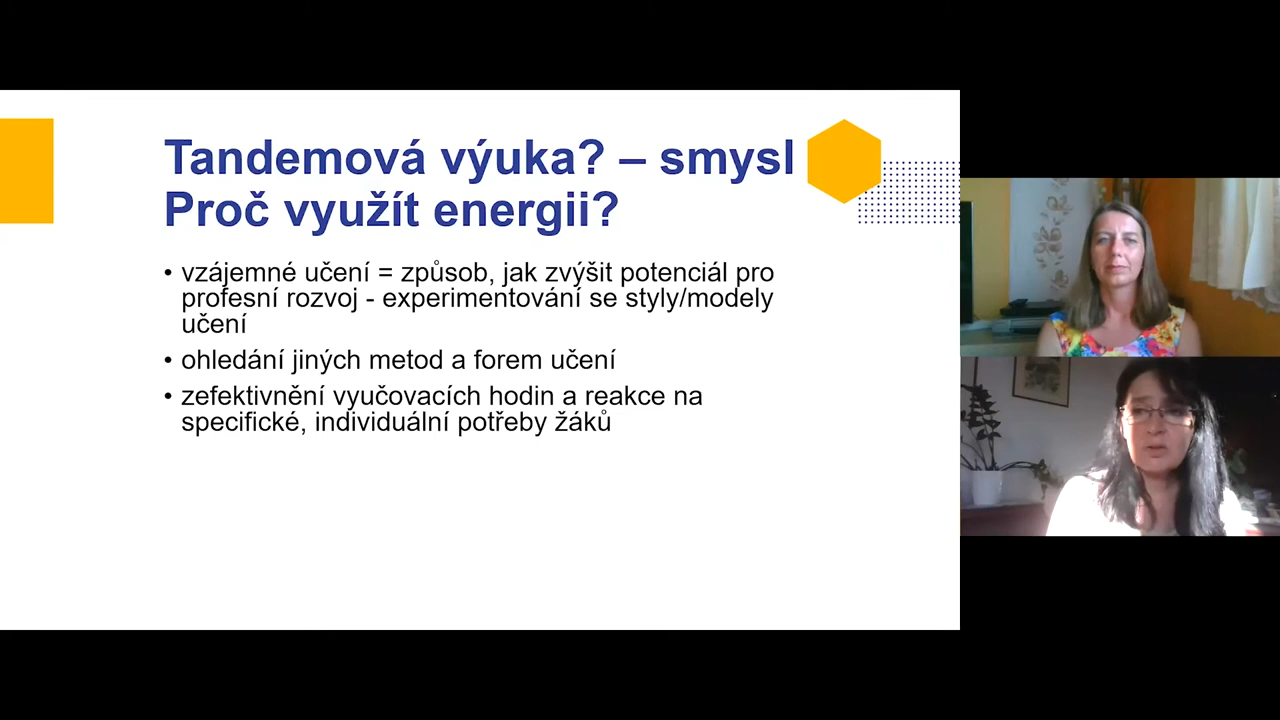 Tandemová výuka? – smysl
Proč využít energii?
• vzájemné učení = způsob, jak zvýšit potenciál pro
profesní rozvoj - experimentování se styly/modely
učení
• ohledání jiných metod a forem učení
• zefektivnění vyučovacích hodin a reakce na
specifické, individuální potřeby žáků